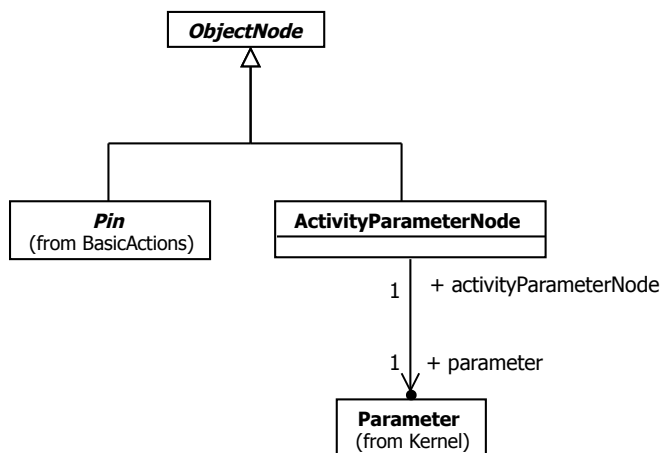 ObjectNode
Pin
(from BasicActions)
ActivityParameterNode
1
+ activityParameterNode
1
+ parameter
Parameter
(from Kernel)